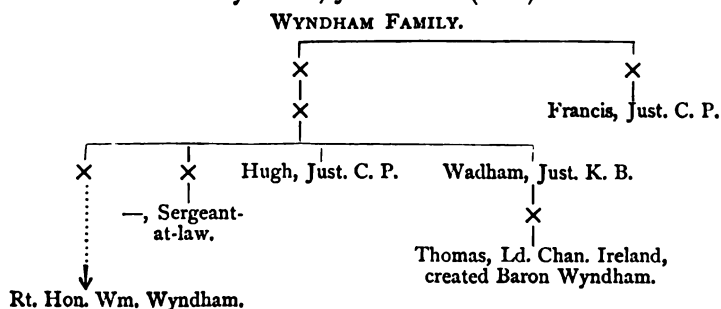 WYNDHAM FAMILY.
Francis, Just. C. P.
Hugh, Just. C. P.
Wadham, Just. K. B.
—, Sergeant-
at-law.
Thomas, Ld. Chan. Ireland,
created Baron Wyndham.
Rt. Hon. Wm. Wyndham.